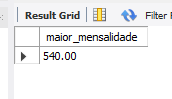 Result Grid
Filter
maior_mensalidade
540.00